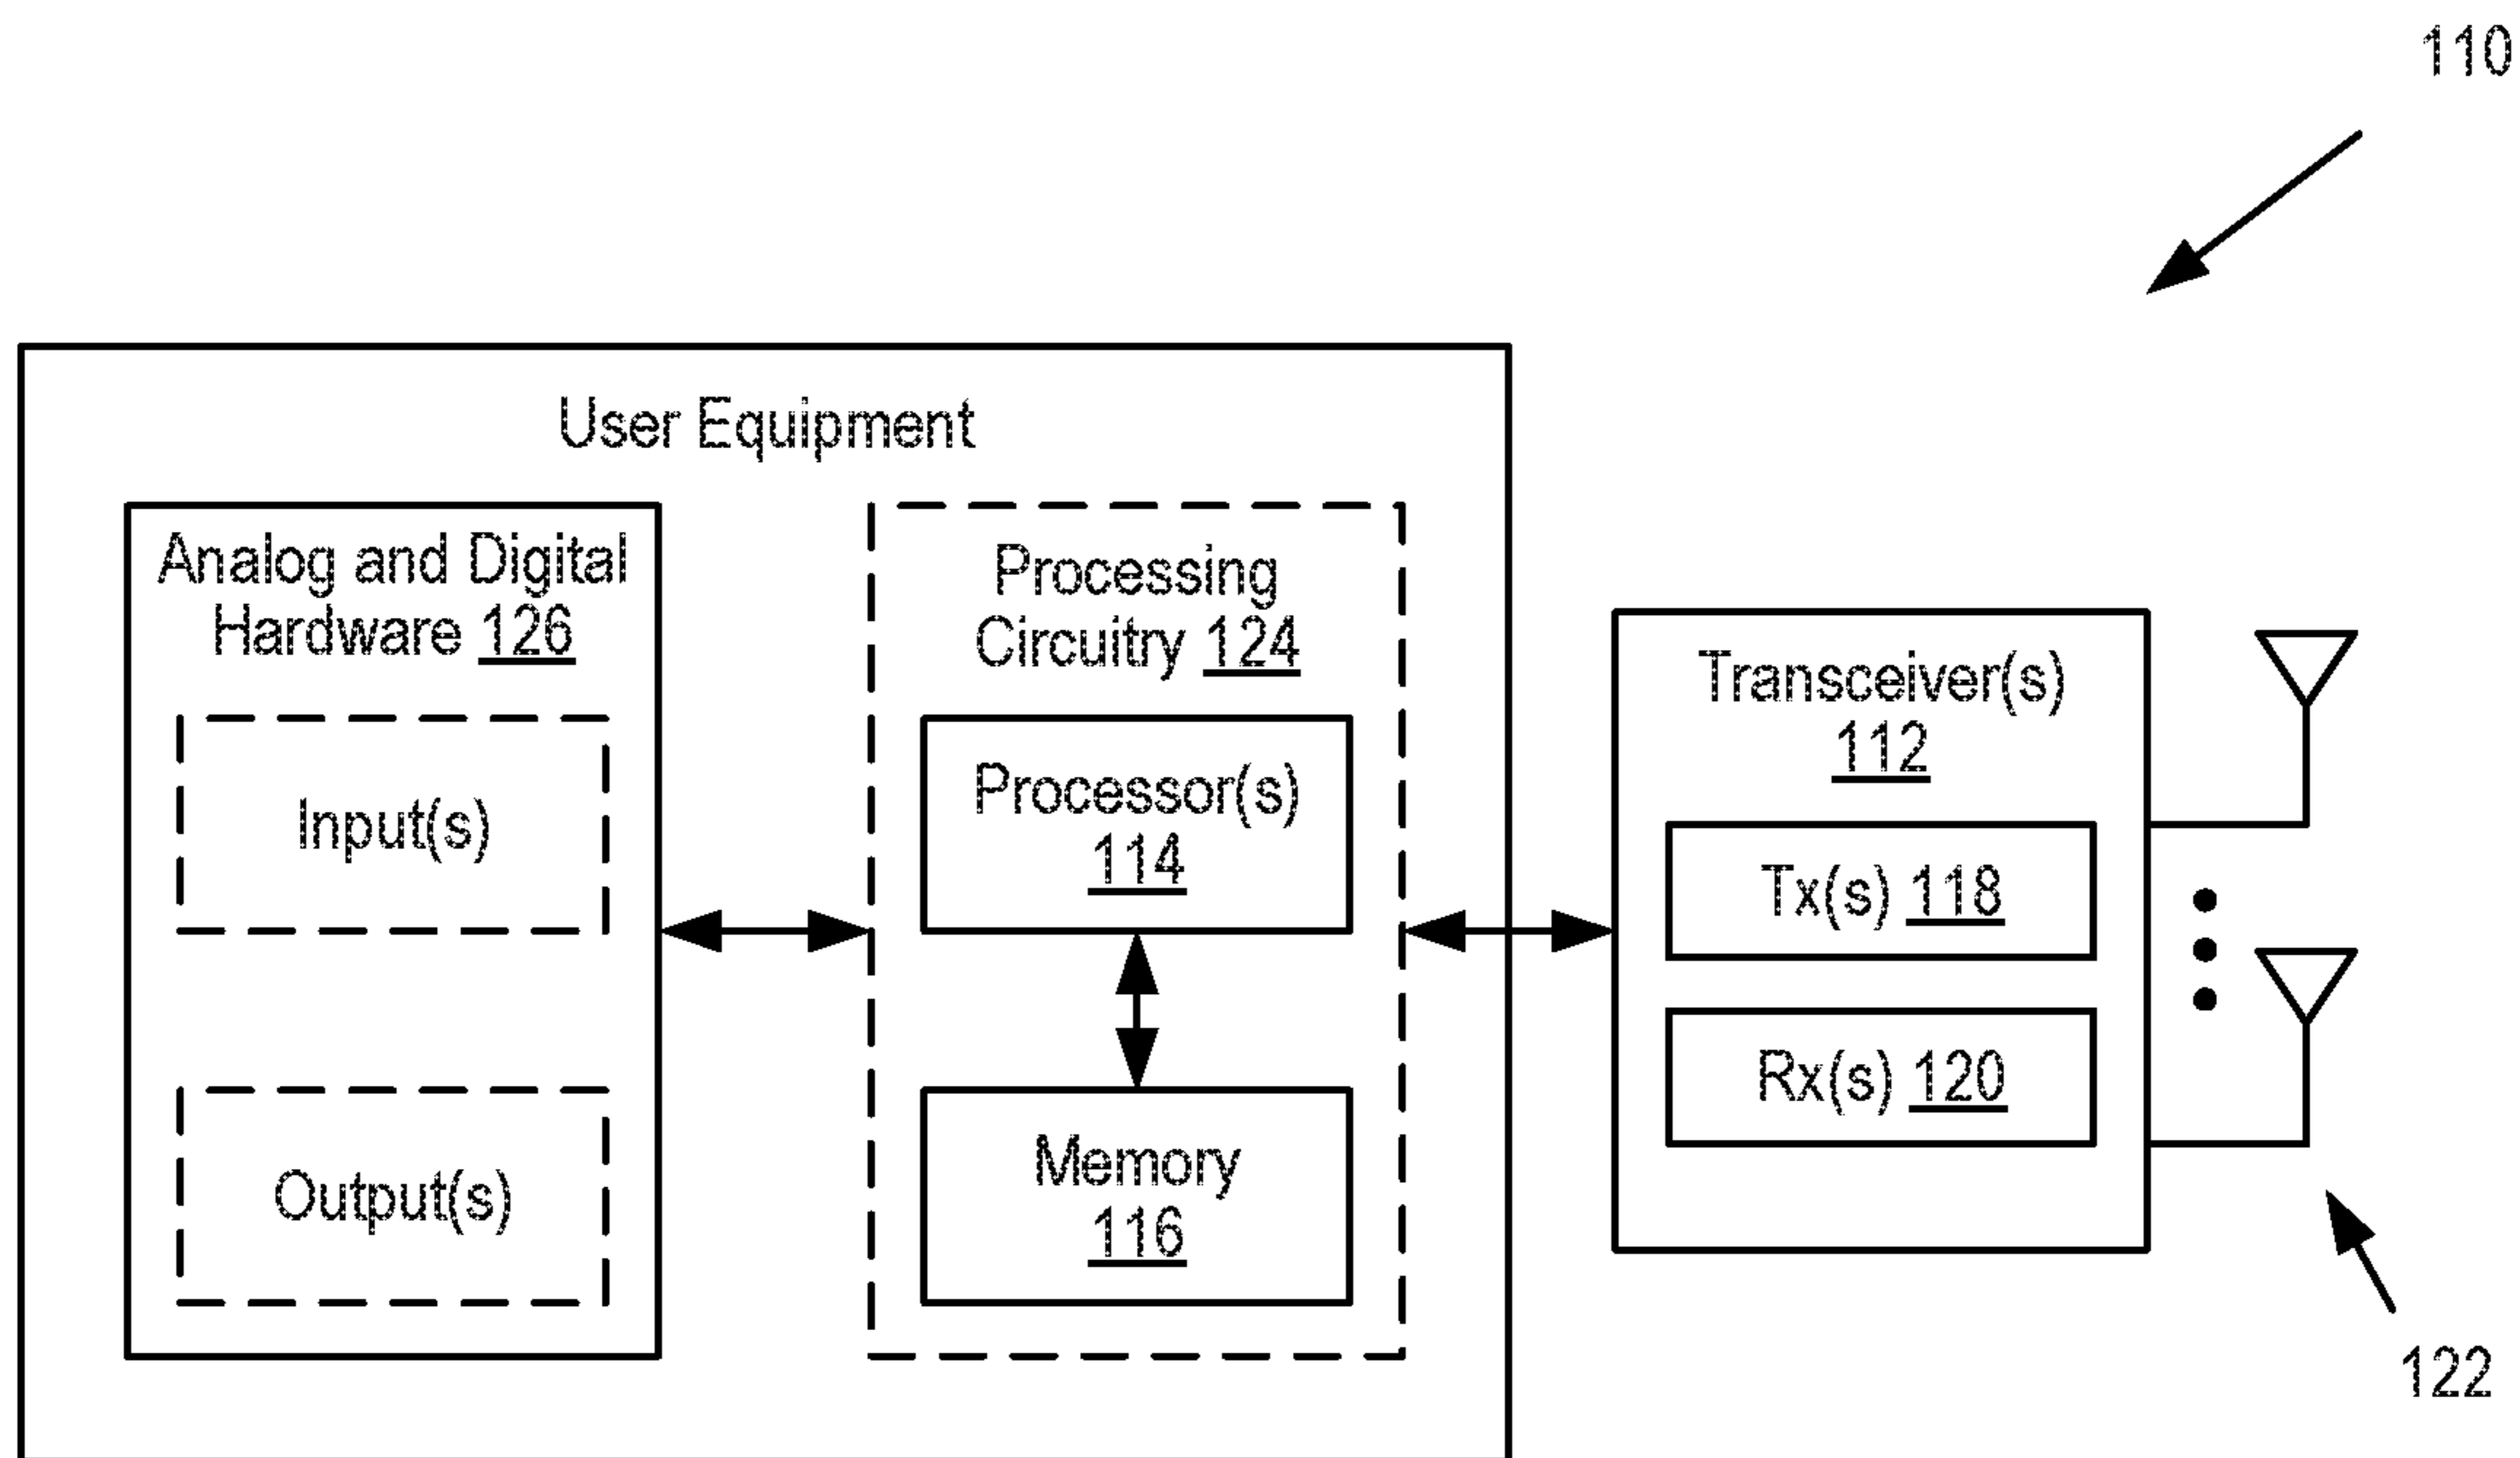 110
User Equipment
Analog and Digital
Hardware 126
Input(s)
Output(s)
Processing
Circuitry 124
Processor(s)
114
Memory
116
Transceiver(s)
112
Tx(s) 118
Rx(s) 120
122